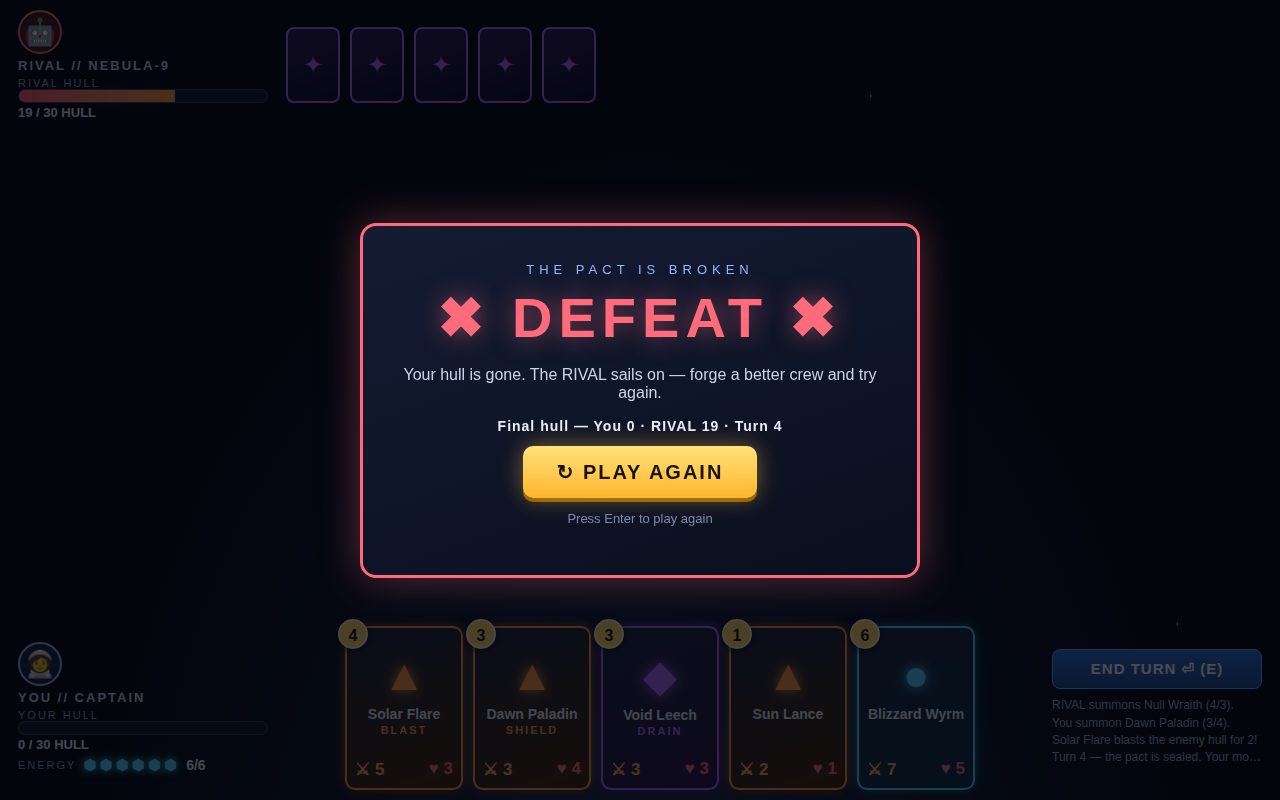 RIVAL // NEBULA-9
RIVAL HULL
19 / 30 HULL
THE PACT IS BROKEN
✖ DEFEAT ✖
Your hull is gone. The RIVAL sails on — forge a better crew and try
again.
Final hull — You 0 · RIVAL 19 · Turn 4
↻ PLAY AGAIN
Press Enter to play again
YOU // CAPTAIN
YOUR HULL
0 / 30 HULL
ENERGY 6/6
4
Solar Flare
BLAST
⚔ 5 ♥ 3
3
Dawn Paladin
SHIELD
⚔ 3 ♥ 4
3
Void Leech
DRAIN
⚔ 3 ♥ 3
1
Sun Lance
⚔ 2 ♥ 1
6
Blizzard Wyrm
⚔ 7 ♥ 5
END TURN ⏎ (E)
RIVAL summons Null Wraith (4/3).
You summon Dawn Paladin (3/4).
Solar Flare blasts the enemy hull for 2!
Turn 4 — the pact is sealed. Your mo…